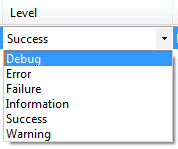 Level
Success
Debug
Error
Failure
Information
Success
Warning